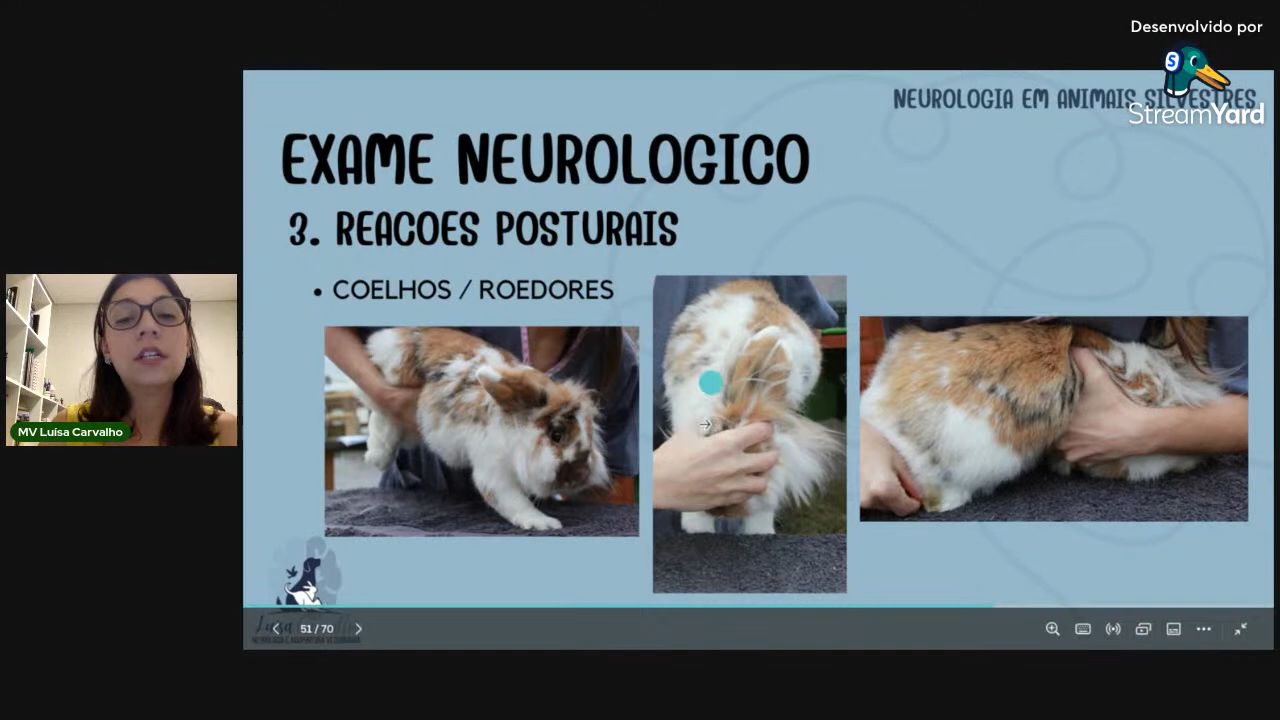 Desenvolvido por
StreamYard
NEUROLOGIA EM ANIMAIS SILVESTRES
EXAME NEUROLOGICO
3. REACOES POSTURAIS
• COELHOS / ROEDORES
MV Luísa Carvalho
51 / 70